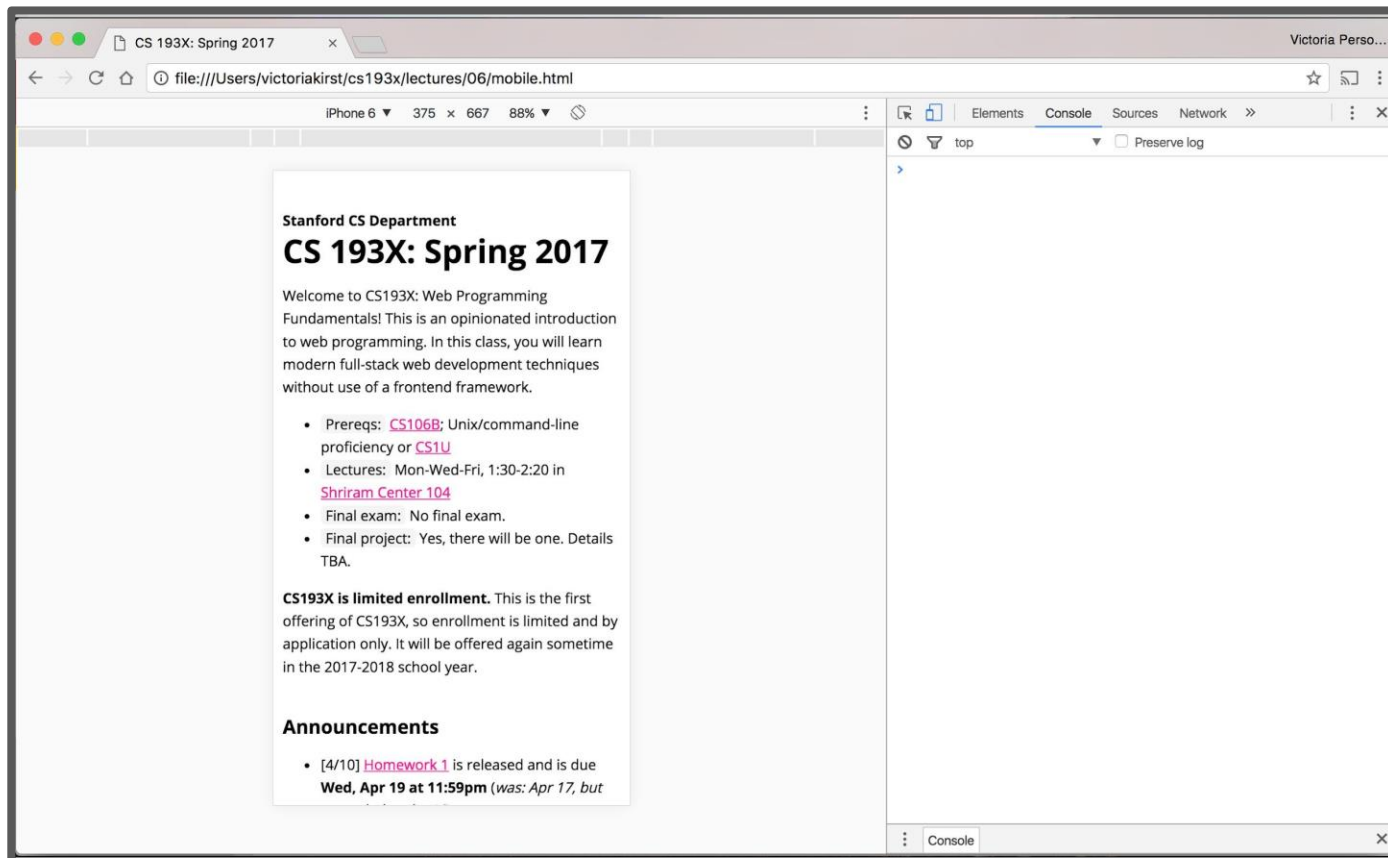 CS 193X: Spring 2017
Victoria Perso...
file:///Users/victoriakirst/cs193x/lectures/06/mobile.html
iPhone 6 ▼ 375 × 667 88% ▼
Elements Console Sources Network »
top ▼ Preserve log
>
Stanford CS Department
CS 193X: Spring 2017
Welcome to CS193X: Web Programming
Fundamentals! This is an opinionated introduction
to web programming. In this class, you will learn
modern full-stack web development techniques
without use of a frontend framework.
• Prereqs: CS106B; Unix/command-line
proficiency or CS1U
• Lectures: Mon-Wed-Fri, 1:30-2:20 in
Shriram Center 104
• Final exam: No final exam.
• Final project: Yes, there will be one. Details
TBA.
CS193X is limited enrollment. This is the first
offering of CS193X, so enrollment is limited and by
application only. It will be offered again sometime
in the 2017-2018 school year.
Announcements
• [4/10] Homework 1 is released and is due
Wed, Apr 19 at 11:59pm (was: Apr 17, but
Console